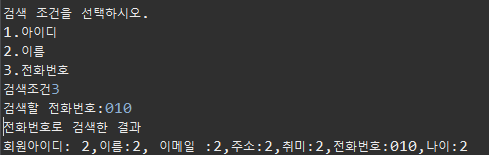 검색 조건을 선택하시오.
1.아이디
2.이름
3.전화번호
검색조건3
검색할 전화번호:010
전화번호로 검색한 결과
회원아이디: 2,이름:2, 이메일 :2,주소:2,취미:2,전화번호:010,나이:2